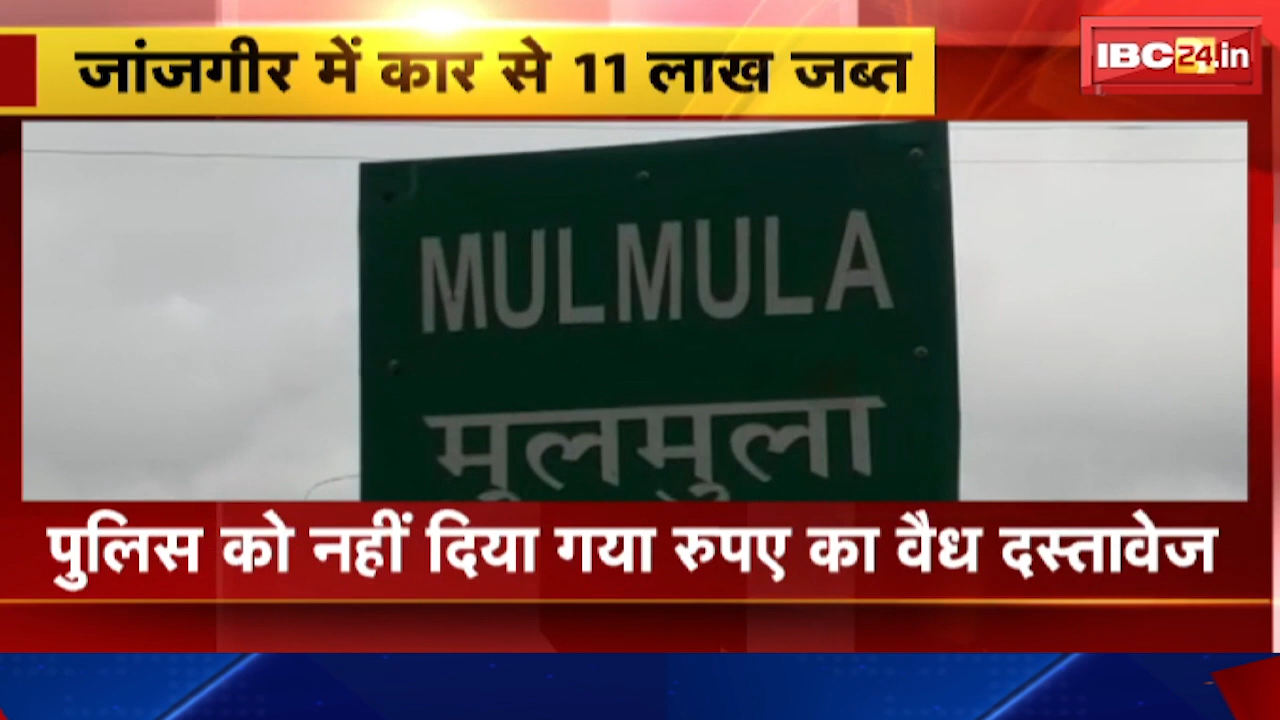 जांजगीर में कार से 11 लाख जब्त
IBC24.in
MULMULA
मुलमुला
पुलिस को नहीं दिया गया रुपए का वैध दस्तावेज